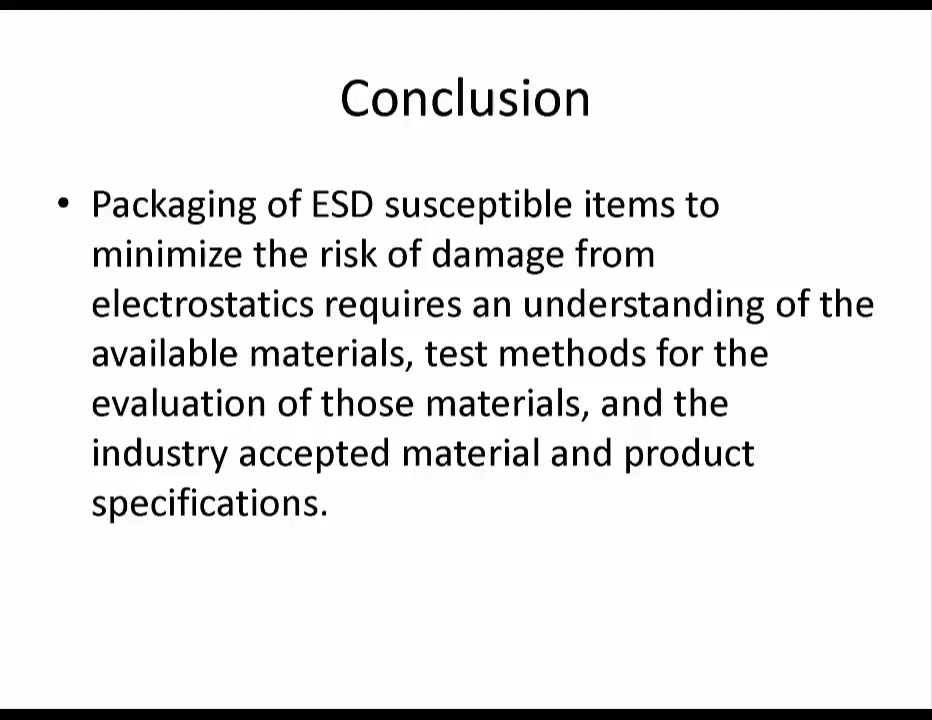 Conclusion
• Packaging of ESD susceptible items to
minimize the risk of damage from
electrostatics requires an understanding of the
available materials, test methods for the
evaluation of those materials, and the
industry accepted material and product
specifications.